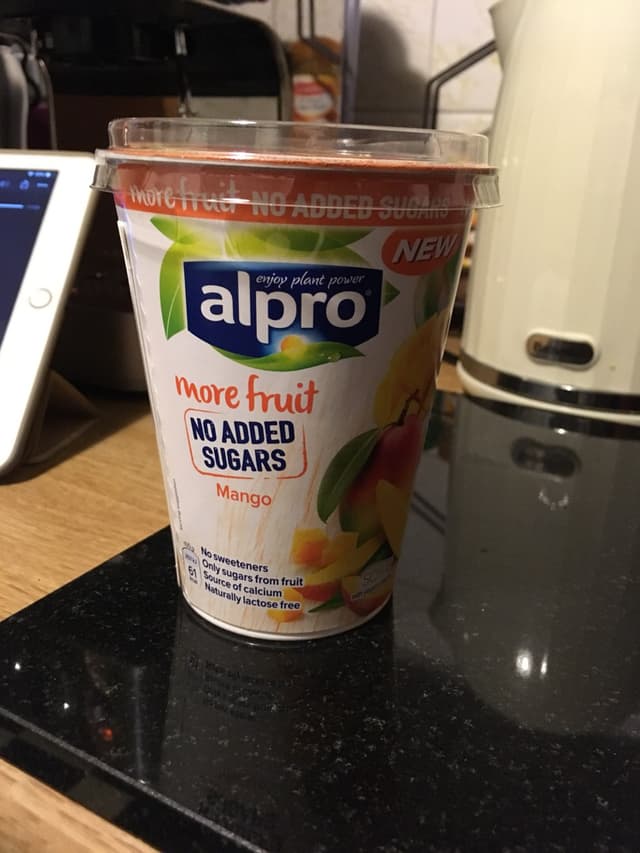 more fruit NO ADDED SUGARS
NEW
enjoy plant power
alpro®
more fruit
NO ADDED
SUGARS
Mango
No sweeteners
Only sugars from fruit
Source of calcium
Naturally lactose free
61